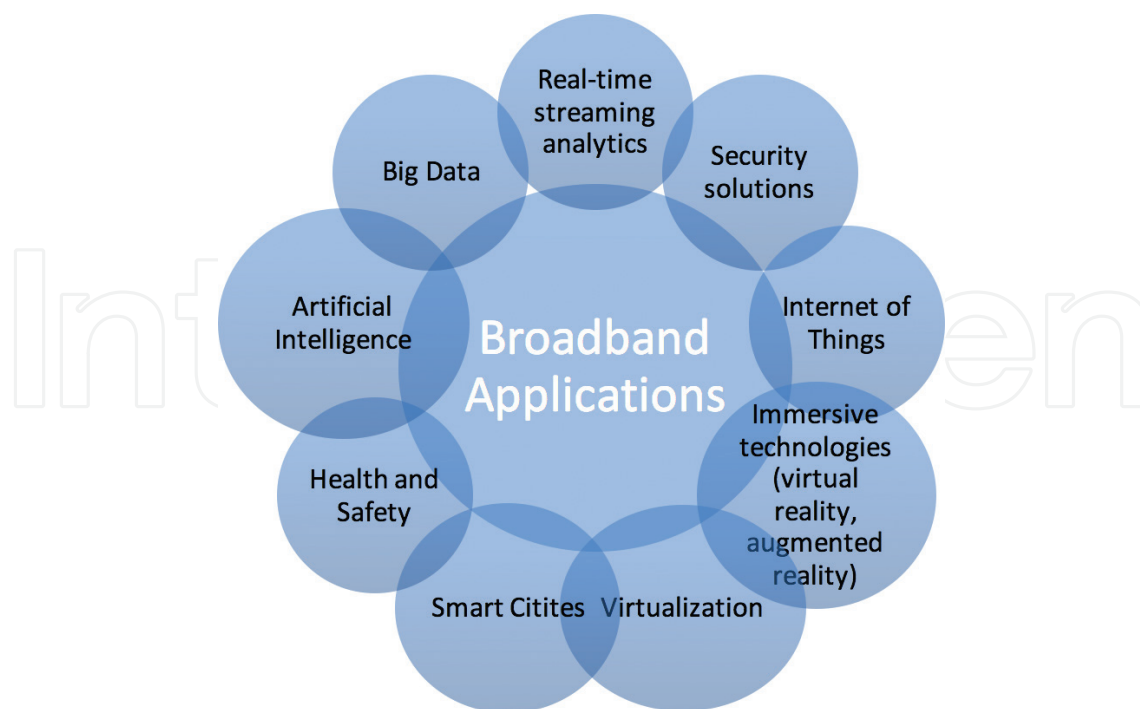 Real-time
streaming
analytics
Security
solutions
Internet of
Things
Immersive
technologies
(virtual
reality,
augmented
reality)
Virtualization
Smart Citites
Health and
Safety
Artificial
Intelligence
Big Data
Broadband
Applications